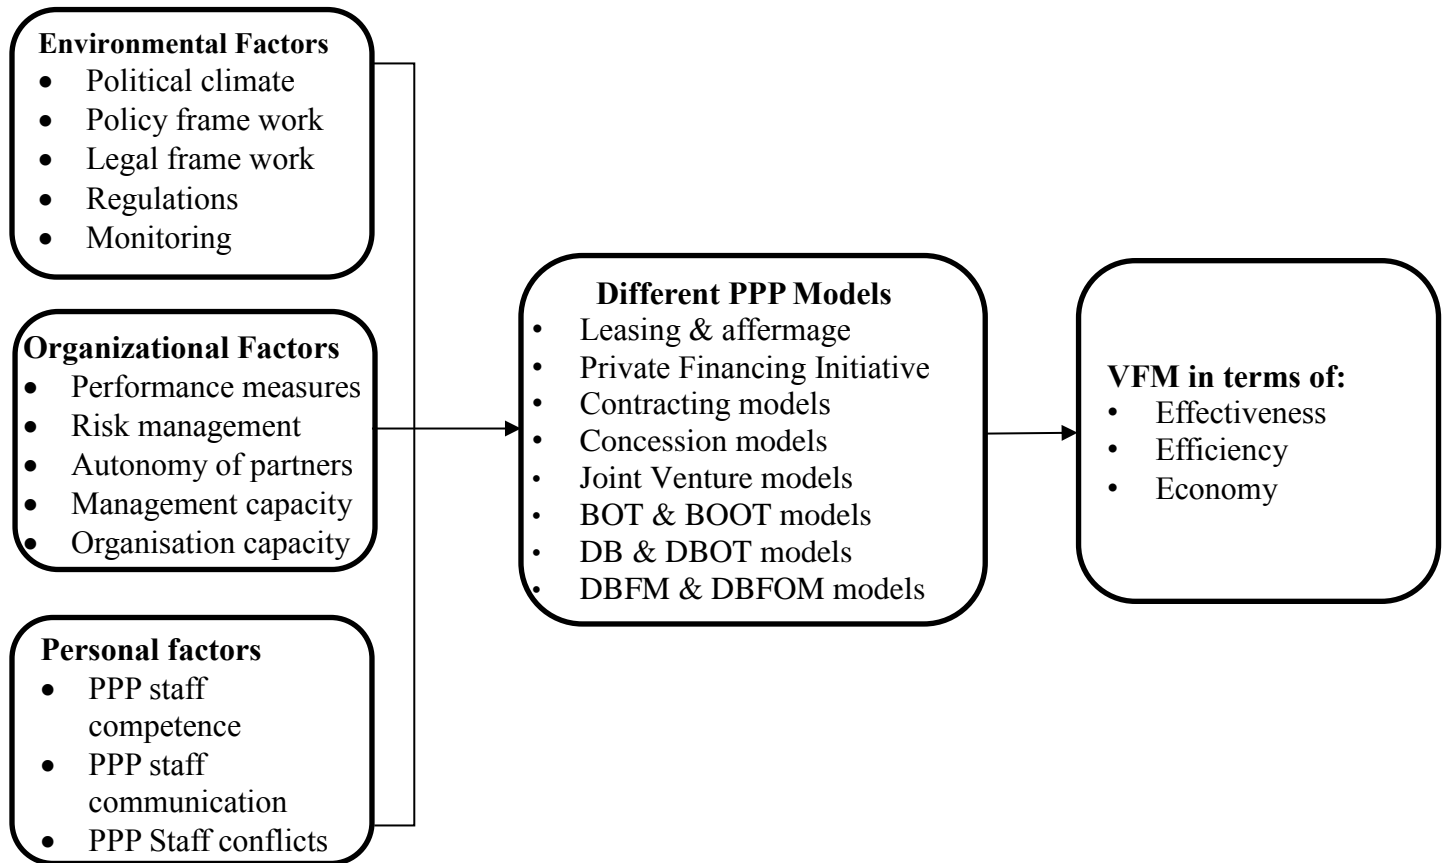 Environmental Factors
• Political climate
• Policy frame work
• Legal frame work
• Regulations
• Monitoring
Organizational Factors
• Performance measures
• Risk management
• Autonomy of partners
• Management capacity
• Organisation capacity
Personal factors
• PPP staff
competence
• PPP staff
communication
• PPP Staff conflicts
Different PPP Models
• Leasing & affermage
• Private Financing Initiative
• Contracting models
• Concession models
• Joint Venture models
• BOT & BOOT models
• DB & DBOT models
• DBFM & DBFOM models
VFM in terms of:
• Effectiveness
• Efficiency
• Economy